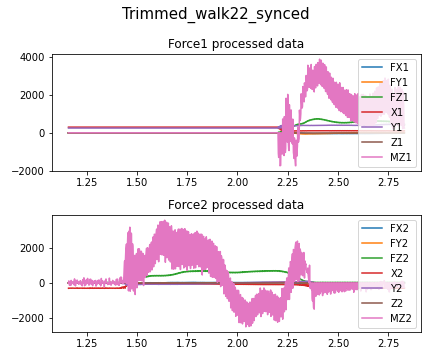 Trimmed_walk22_synced
Force1 processed data
4000
2000
0
−2000
FX1
FY1
FZ1
X1
Y1
Z1
MZ1
1.25 1.50 1.75 2.00 2.25 2.50 2.75
Force2 processed data
2000
0
−2000
FX2
FY2
FZ2
X2
Y2
Z2
MZ2
1.25 1.50 1.75 2.00 2.25 2.50 2.75